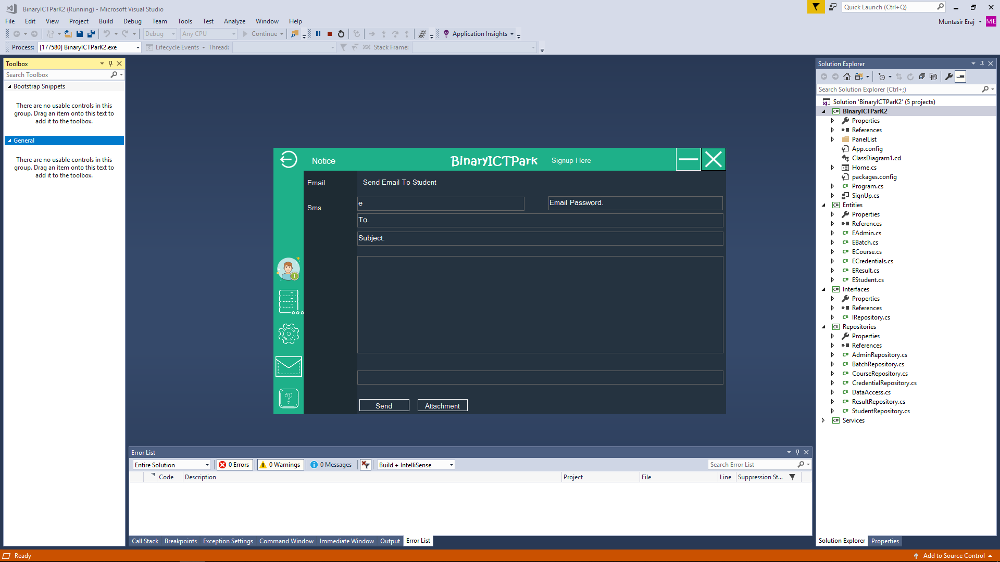 BinaryICTParK2 (Running) - Microsoft Visual Studio
Quick Launch (Ctrl+Q)
File Edit View Project Build Debug Team Tools Test Analyze Window Help
Muntasir Eraj ME
Debug Any CPU Continue Application Insights
Process: [177580] BinaryICTParK2.exe Lifecycle Events Thread: Stack Frame:
Toolbox
Search Toolbox
Bootstrap Snippets
There are no usable controls in this
group. Drag an item onto this text to
add it to the toolbox.
General
There are no usable controls in this
group. Drag an item onto this text to
add it to the toolbox.
Notice BinaryICTPark Signup Here
Email
Sms
Send Email To Student
e
Email Password.
To.
Subject.
?
Send Attachment
Error List
Entire Solution 0 Errors 0 Warnings 0 Messages Build + IntelliSense Search Error List
Code Description Project File Line Suppression St...
Call Stack Breakpoints Exception Settings Command Window Immediate Window Output Error List
Solution Explorer
Search Solution Explorer (Ctrl+;)
Solution 'BinaryICTParK2' (5 projects)
C# BinaryICTParK2
Properties
References
PanelList
App.config
ClassDiagram1.cd
Home.cs
packages.config
C# Program.cs
SignUp.cs
C# Entities
Properties
References
C# EAdmin.cs
C# EBatch.cs
C# ECourse.cs
C# ECredentials.cs
C# EResult.cs
C# EStudent.cs
C# Interfaces
Properties
References
C# IRepository.cs
C# Repositories
Properties
References
C# AdminRepository.cs
C# BatchRepository.cs
C# CourseRepository.cs
C# CredentialRepository.cs
C# DataAccess.cs
C# ResultRepository.cs
C# StudentRepository.cs
C# Services
Solution Explorer Properties
Ready
Add to Source Control